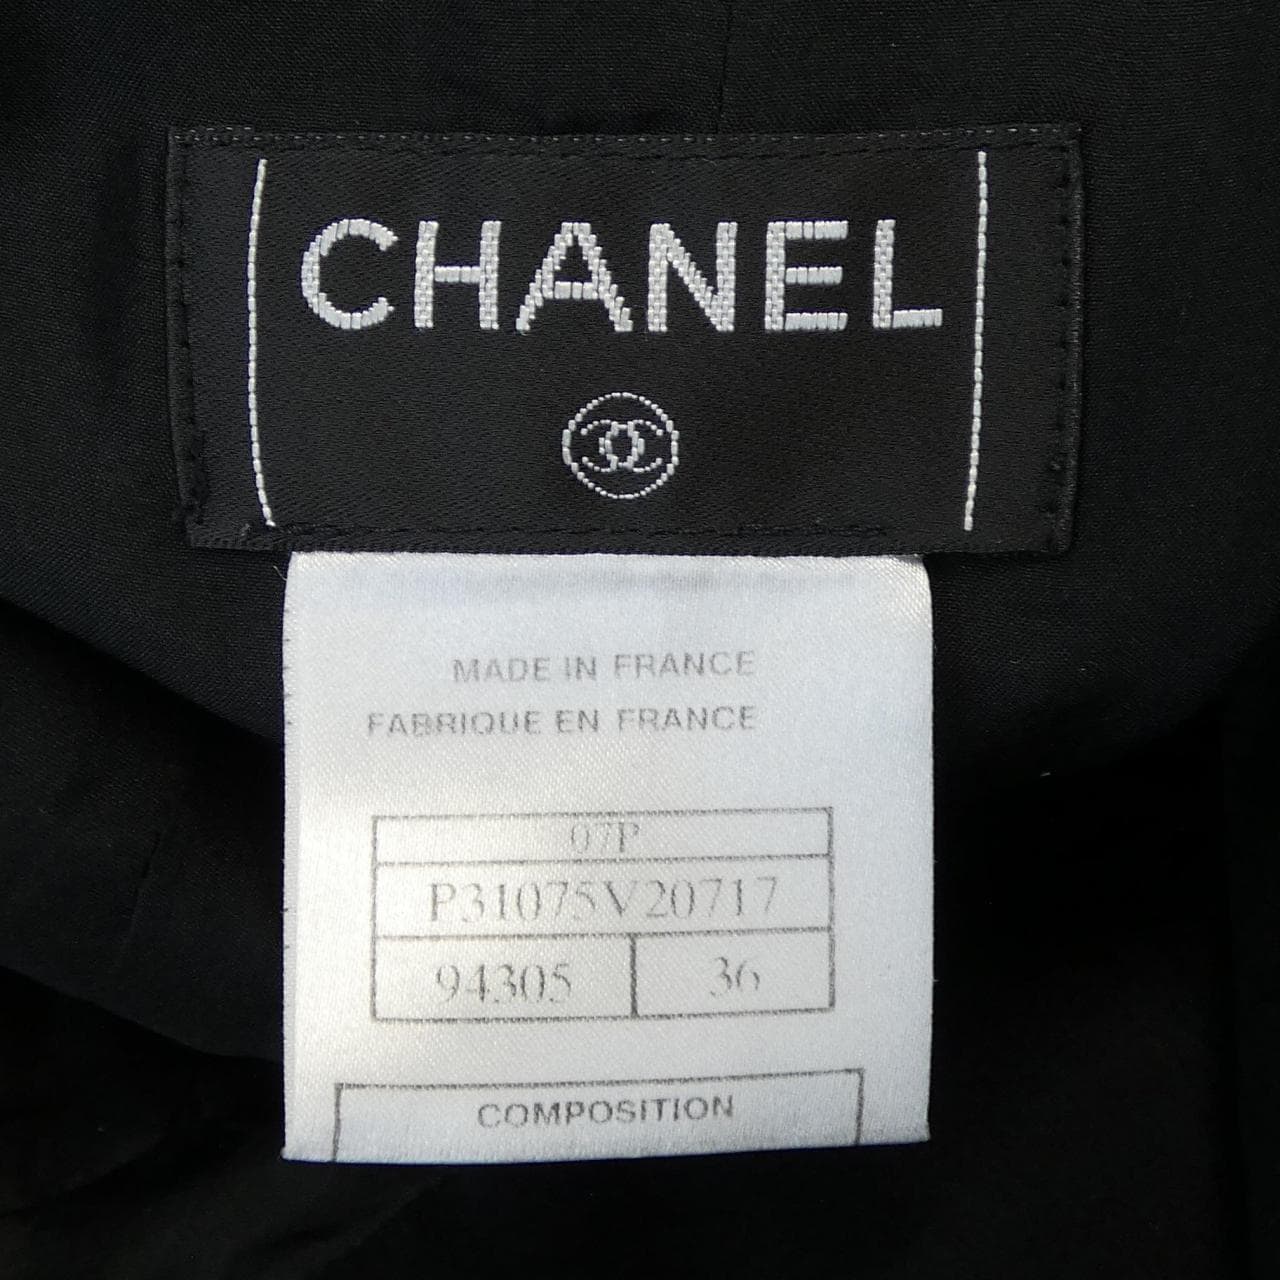 CHANEL
MADE IN FRANCE
FABRIQUE EN FRANCE
07P
P31075V20717
94305 36
COMPOSITION